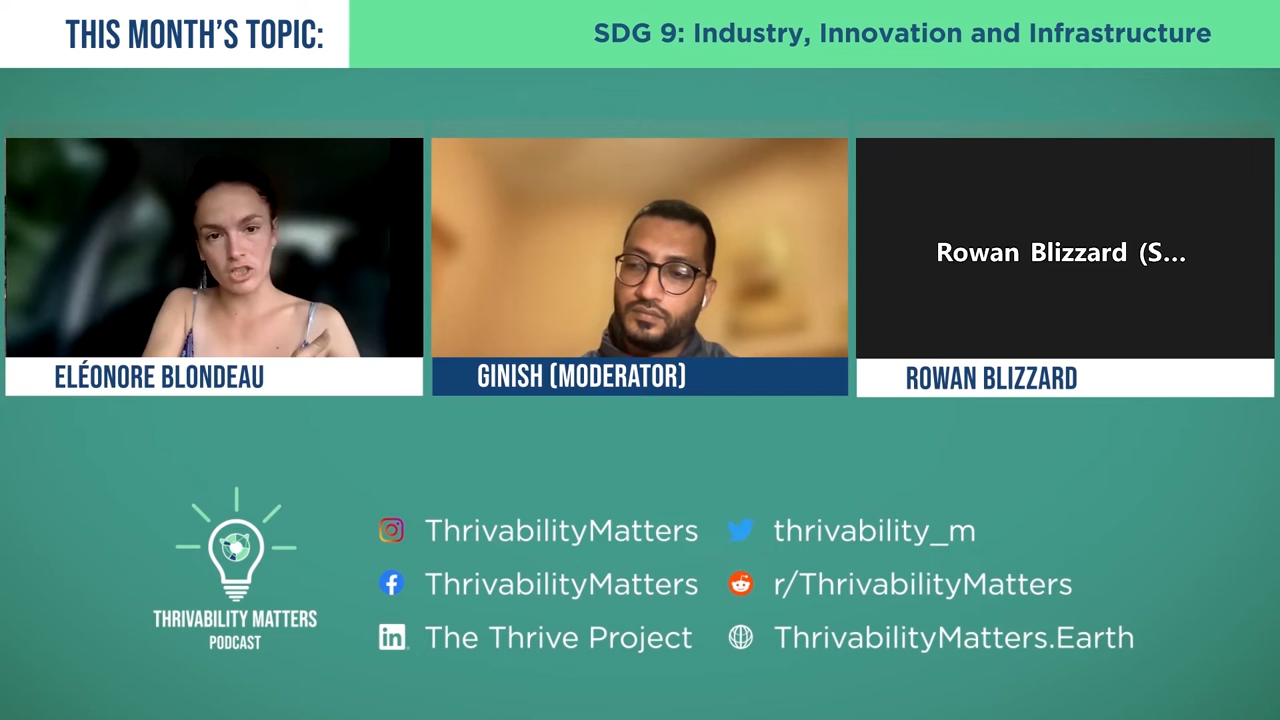 THIS MONTH'S TOPIC:
SDG 9: Industry, Innovation and Infrastructure
Rowan Blizzard (S...
ELÉONORE BLONDEAU
GINISH (MODERATOR)
ROWAN BLIZZARD
ThrivabilityMatters
thrivability_m
ThrivabilityMatters
r/ThrivabilityMatters
in
The Thrive Project
ThrivabilityMatters.Earth
THRIVABILITY MATTERS
PODCAST